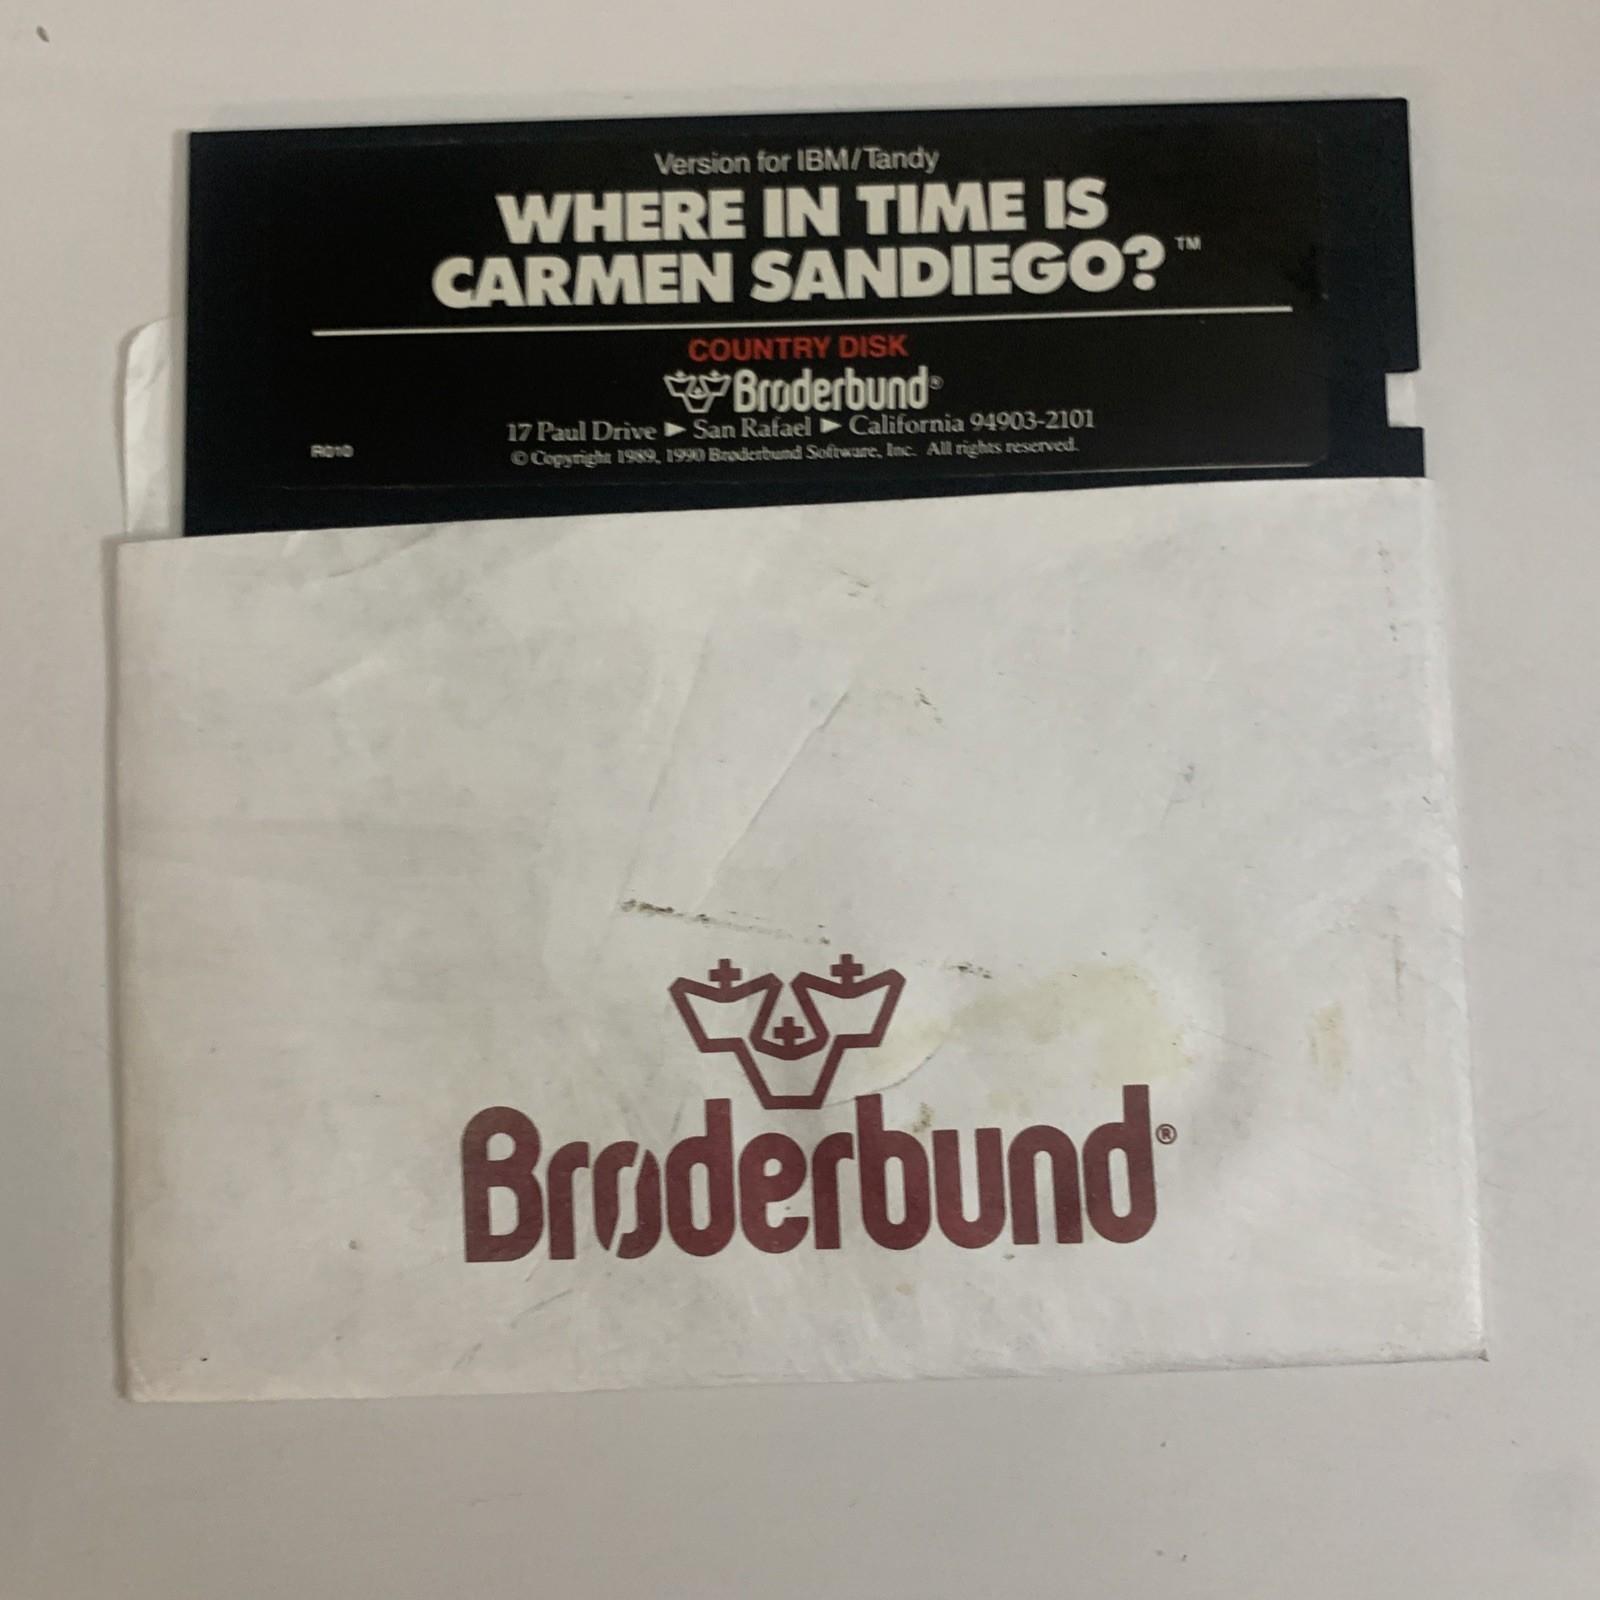 Version for IBM/Tandy
WHERE IN TIME IS
CARMEN SANDIEGO?™
COUNTRY DISK
Brøderbund®
17 Paul Drive ► San Rafael ► California 94903-2101
R010
© Copyright 1989, 1990 Brøderbund Software, Inc. All rights reserved.
Brøderbund®